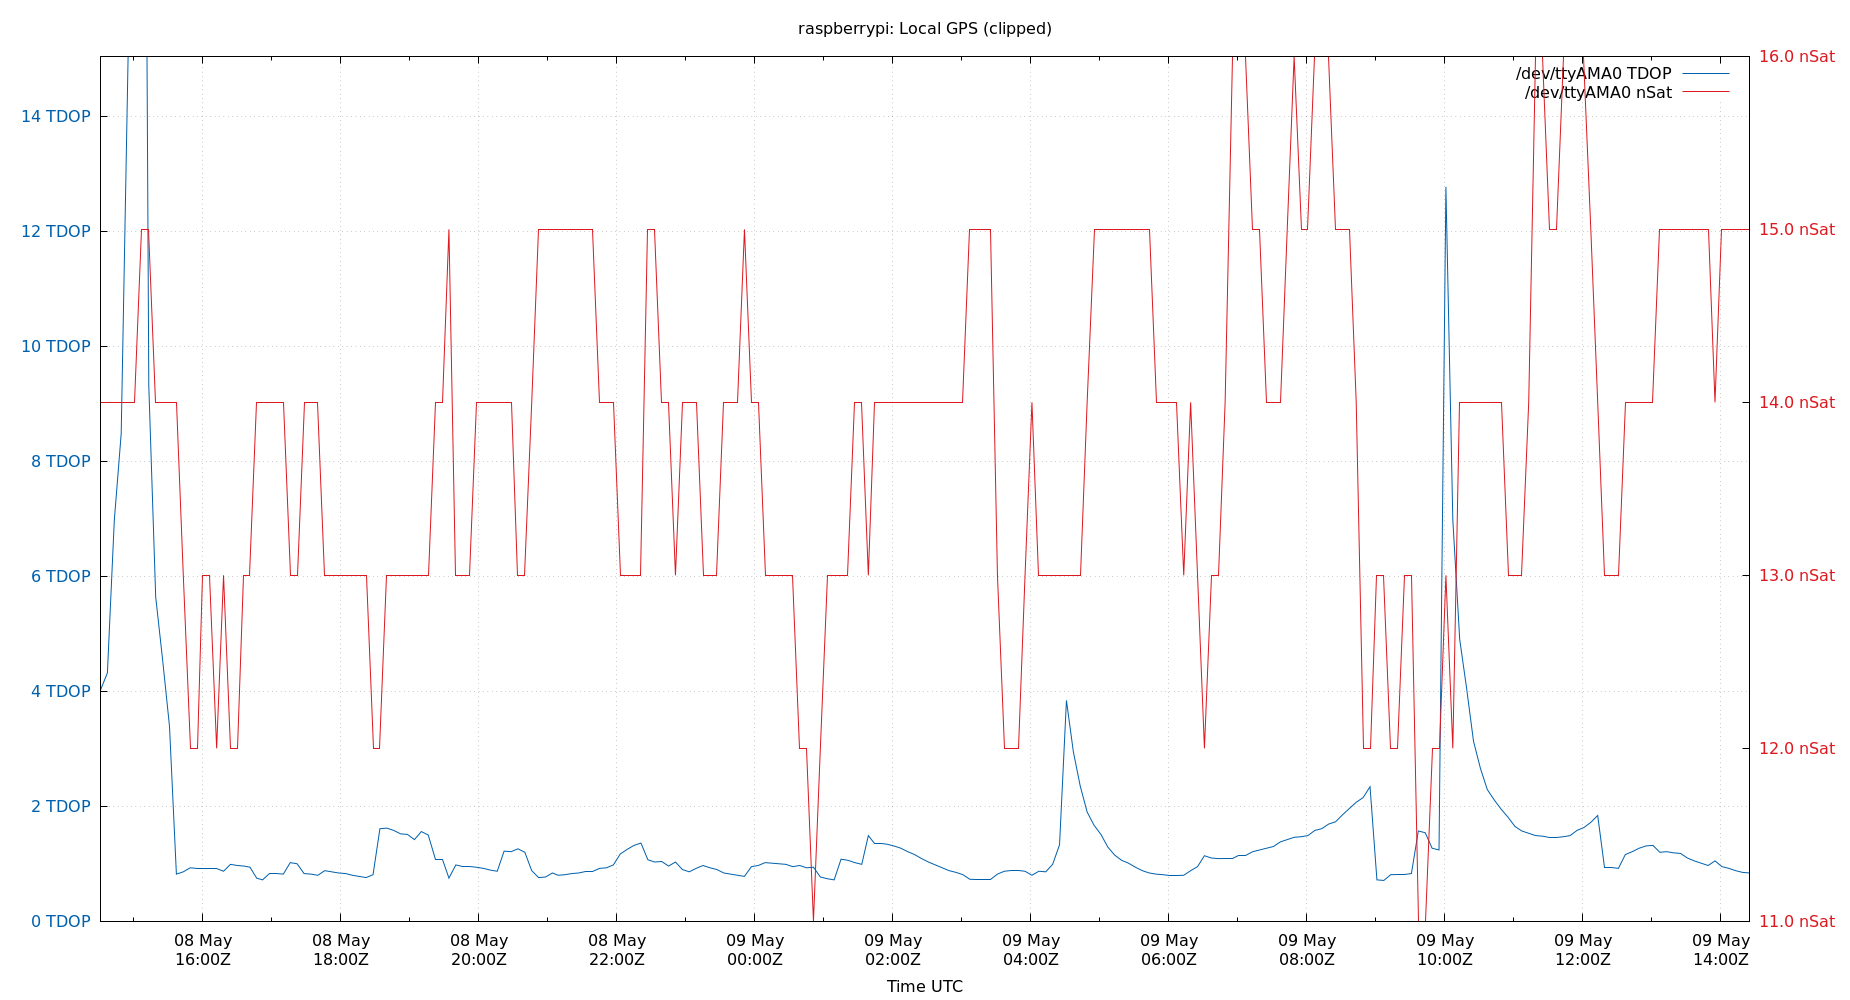 raspberrypi: Local GPS (clipped)
/dev/ttyAMA0 TDOP
/dev/ttyAMA0 nSat
14 TDOP
12 TDOP
10 TDOP
8 TDOP
6 TDOP
4 TDOP
2 TDOP
0 TDOP
16.0 nSat
15.0 nSat
14.0 nSat
13.0 nSat
12.0 nSat
11.0 nSat
08 May
16:00Z
08 May
18:00Z
08 May
20:00Z
08 May
22:00Z
09 May
00:00Z
09 May
02:00Z
09 May
04:00Z
09 May
06:00Z
09 May
08:00Z
09 May
10:00Z
09 May
12:00Z
09 May
14:00Z
Time UTC